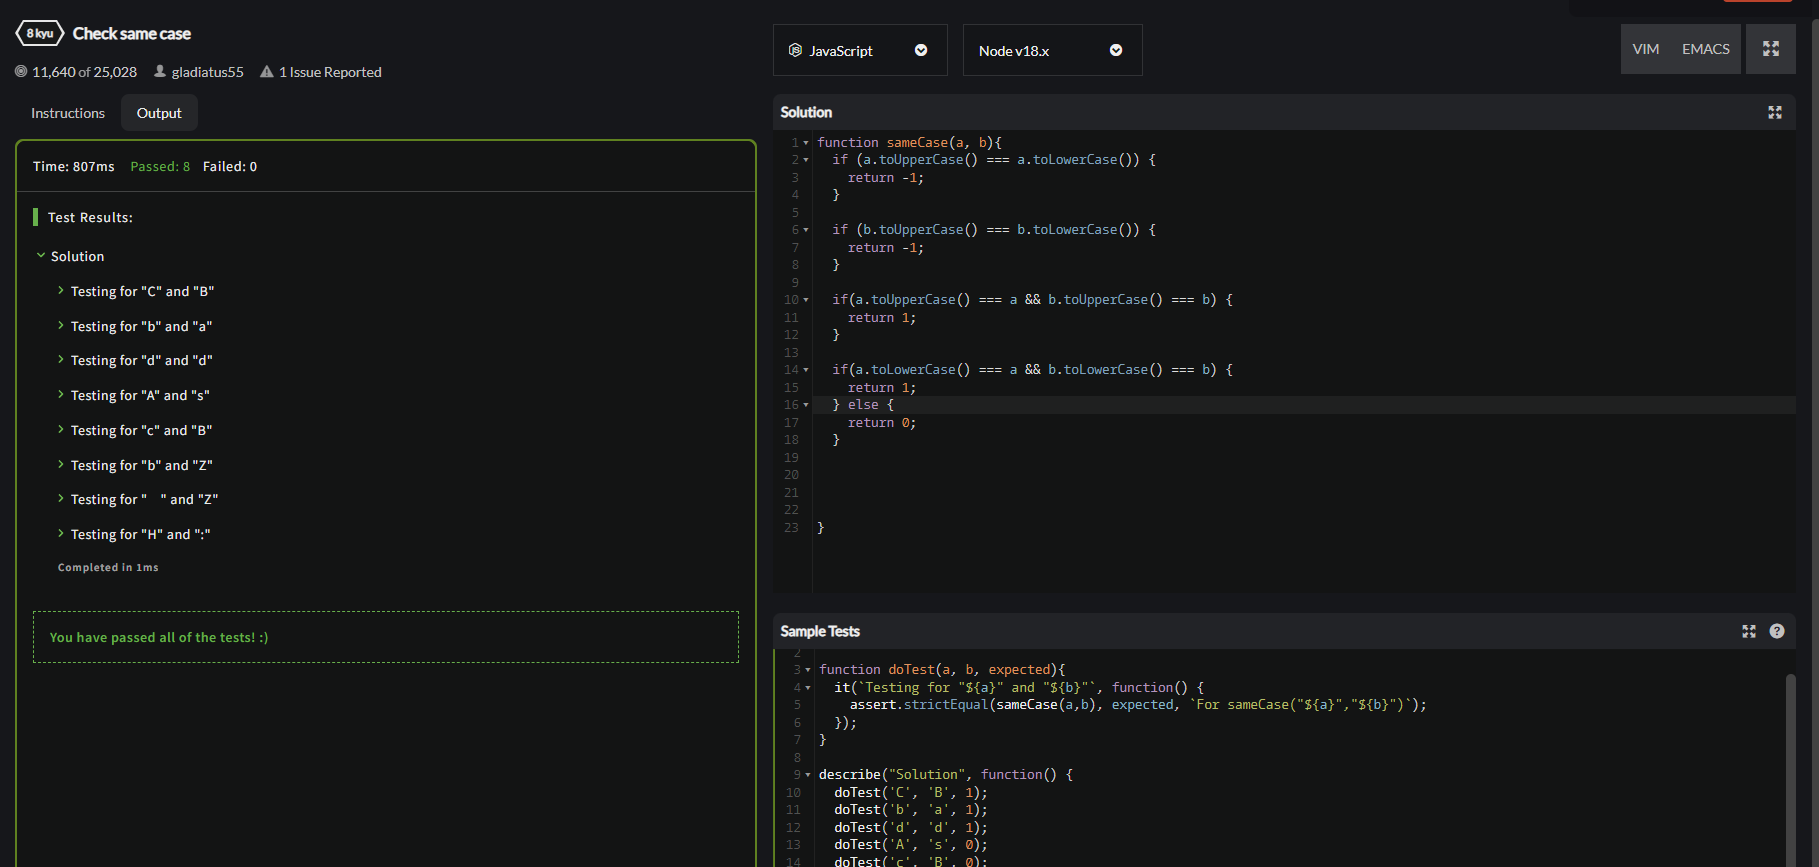 8 kyu Check same case
11,640 of 25,028 gladiatus55 1 Issue Reported
Instructions Output
Time: 807ms Passed: 8 Failed: 0
Test Results:
Solution
Testing for "C" and "B"
Testing for "b" and "a"
Testing for "d" and "d"
Testing for "A" and "s"
Testing for "c" and "B"
Testing for "b" and "Z"
Testing for "   " and "Z"
Testing for "H" and ":"
Completed in 1ms
You have passed all of the tests! :)
JavaScript Node v18.x VIM EMACS
Solution
1 function sameCase(a, b){
2   if (a.toUpperCase() === a.toLowerCase()) {
3     return -1;
4   }
5
6   if (b.toUpperCase() === b.toLowerCase()) {
7     return -1;
8   }
9
10   if(a.toUpperCase() === a && b.toUpperCase() === b) {
11     return 1;
12   }
13
14   if(a.toLowerCase() === a && b.toLowerCase() === b) {
15     return 1;
16   } else {
17     return 0;
18   }
19
20
21
22
23 }
Sample Tests ?
2
3 function doTest(a, b, expected){
4   it(`Testing for "${a}" and "${b}"`, function() {
5     assert.strictEqual(sameCase(a,b), expected, `For sameCase("${a}","${b}")`);
6   });
7 }
8
9 describe("Solution", function() {
10   doTest('C', 'B', 1);
11   doTest('b', 'a', 1);
12   doTest('d', 'd', 1);
13   doTest('A', 's', 0);
14   doTest('c', 'B', 0);